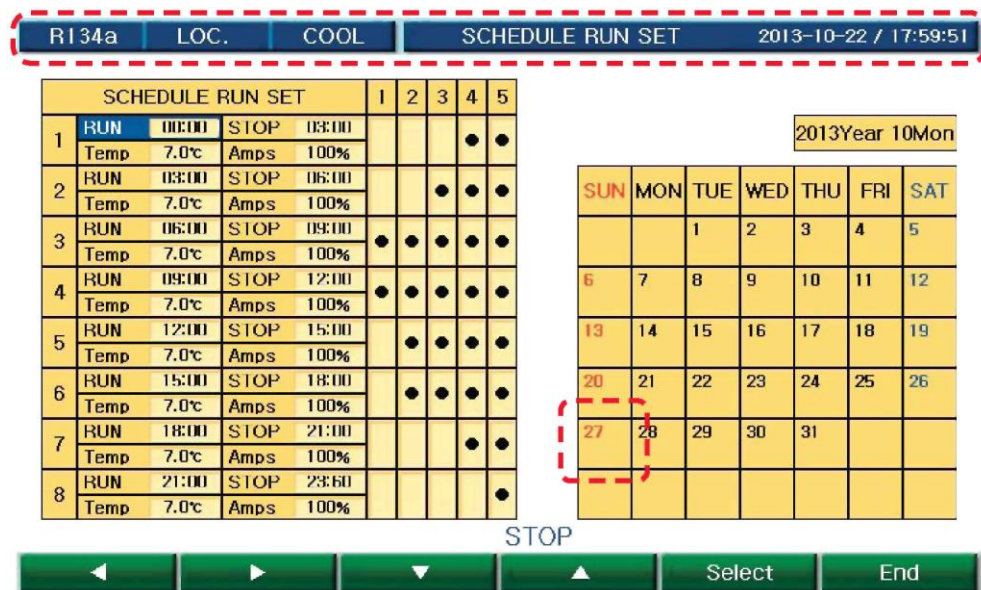 R134a LOC. COOL SCHEDULE RUN SET 2013-10-22 / 17:59:51
SCHEDULE RUN SET 1 2 3 4 5
1 RUN 00:00 STOP 03:00
Temp 7.0℃ Amps 100%
2 RUN 03:00 STOP 06:00
Temp 7.0℃ Amps 100%
3 RUN 06:00 STOP 09:00
Temp 7.0℃ Amps 100%
4 RUN 09:00 STOP 12:00
Temp 7.0℃ Amps 100%
5 RUN 12:00 STOP 15:00
Temp 7.0℃ Amps 100%
6 RUN 15:00 STOP 18:00
Temp 7.0℃ Amps 100%
7 RUN 18:00 STOP 21:00
Temp 7.0℃ Amps 100%
8 RUN 21:00 STOP 23:60
Temp 7.0℃ Amps 100%
2013Year 10Mon
SUN MON TUE WED THU FRI SAT
1 2 3 4 5
6 7 8 9 10 11 12
13 14 15 16 17 18 19
20 21 22 23 24 25 26
27 28 29 30 31
STOP
Select End